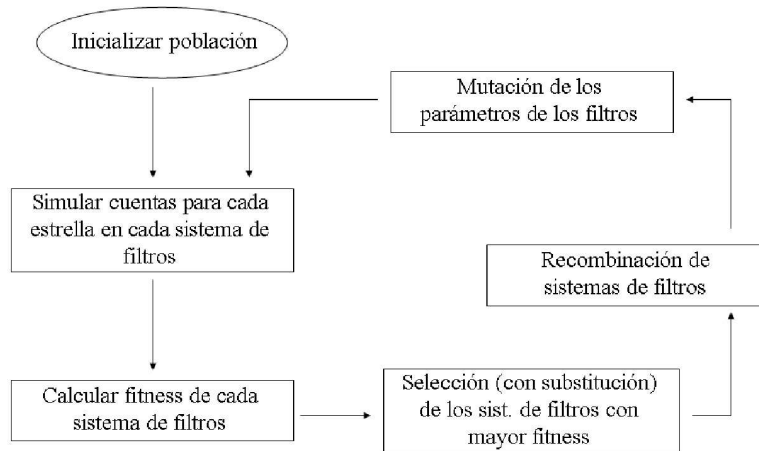 Inicializar población
Mutación de los
parámetros de los filtros
Simular cuentas para cada
estrella en cada sistema de
filtros
Recombinación de
sistemas de filtros
Calcular fitness de cada
sistema de filtros
Selección (con substitución)
de los sist. de filtros con
mayor fitness